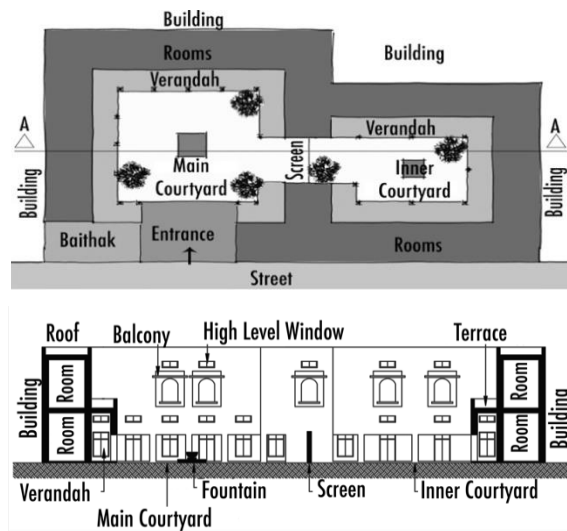 Building
Building
Rooms
Verandah
A
A
Verandah
Screen
Main
Courtyard
Inner
Courtyard
Building
Building
Baithak
Entrance
Rooms
Street
Roof
Balcony
High Level Window
Terrace
Room
Room
Room
Room
Building
Building
Verandah
Fountain
Screen
Inner Courtyard
Main Courtyard